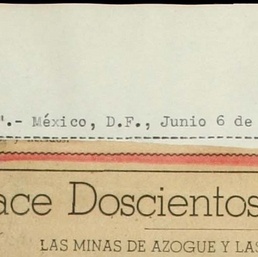 ".- México, D.F., Junio 6 de
ace Doscientos
LAS MINAS DE AZOGUE Y LAS